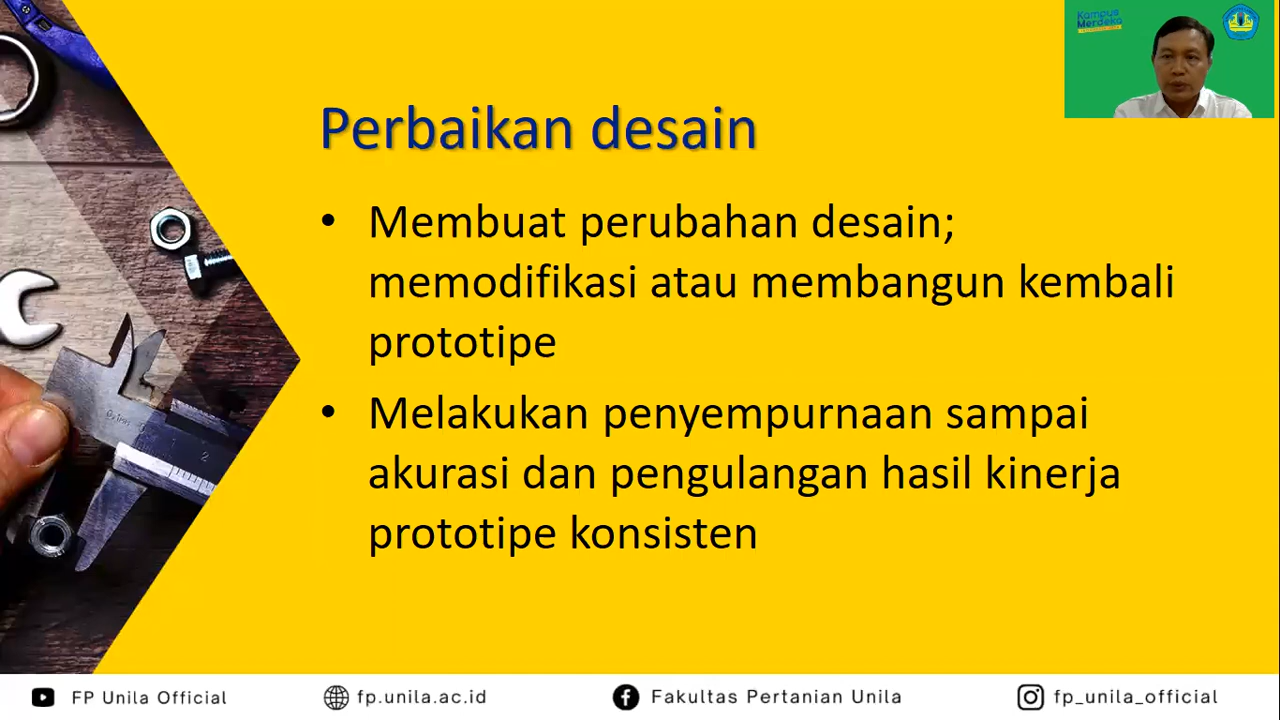 Kampus
Merdeka
Perbaikan desain
• Membuat perubahan desain;
memodifikasi atau membangun kembali
prototipe
• Melakukan penyempurnaan sampai
akurasi dan pengulangan hasil kinerja
prototipe konsisten
2
FP Unila Official
fp.unila.ac.id
Fakultas Pertanian Unila
fp_unila_official